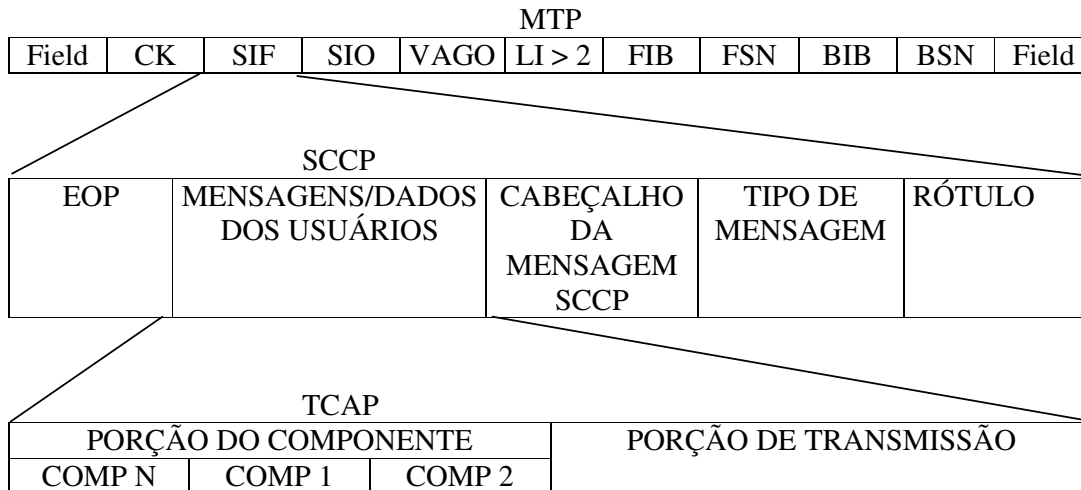 MTP
Field CK SIF SIO VAGO LI > 2 FIB FSN BIB BSN Field
SCCP
EOP MENSAGENS/DADOS CABEÇALHO TIPO DE RÓTULO
DOS USUÁRIOS DA MENSAGEM
MENSAGEM
SCCP
TCAP
PORÇÃO DO COMPONENTE PORÇÃO DE TRANSMISSÃO
COMP N COMP 1 COMP 2